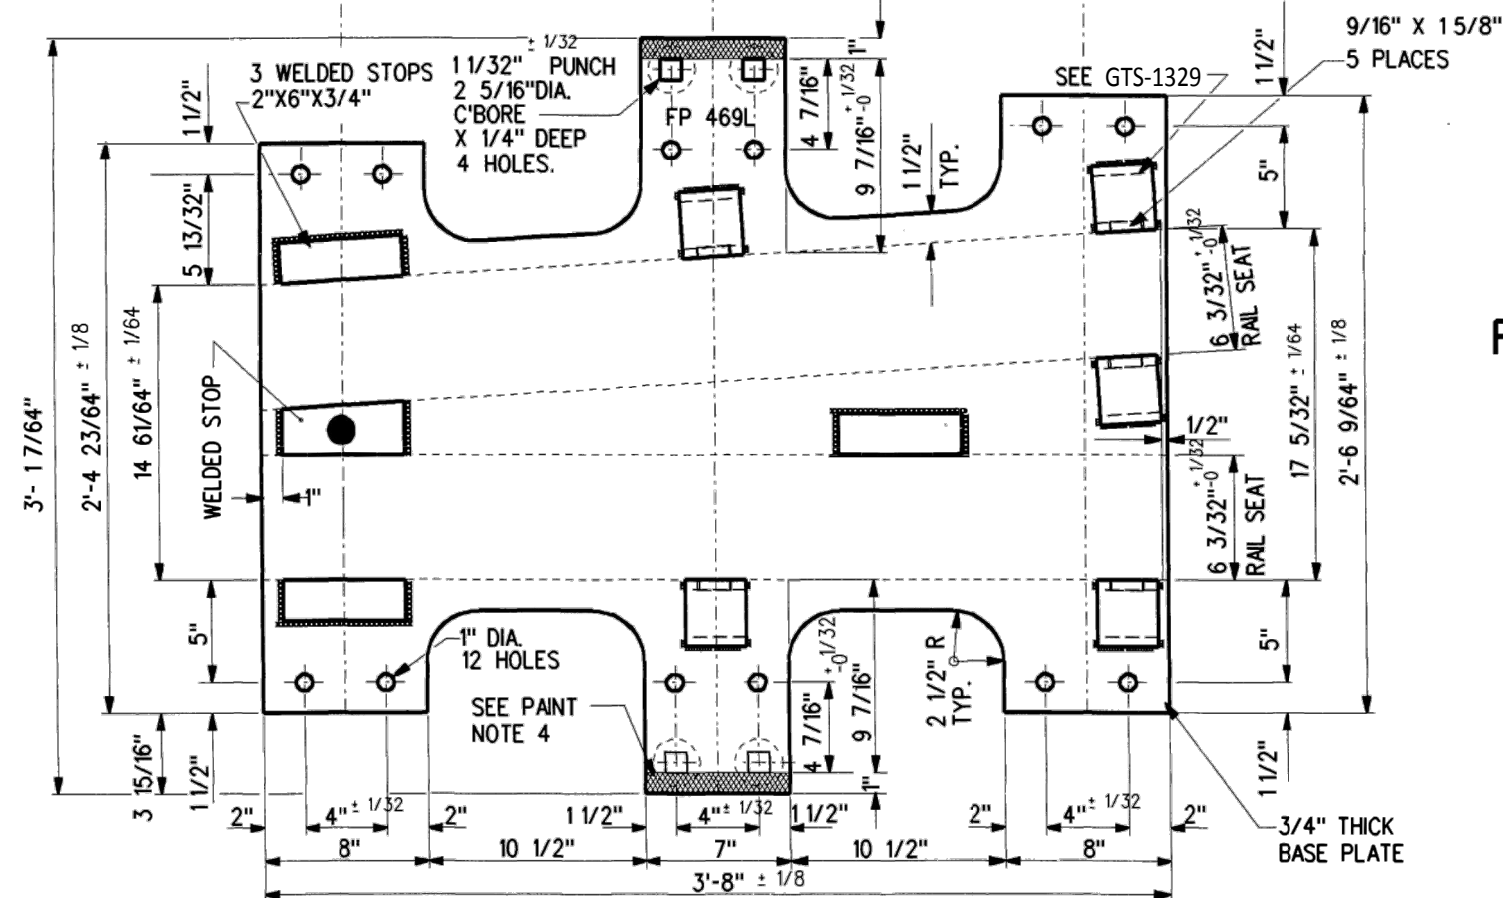 9/16" X 1 5/8"
5 PLACES
3 WELDED STOPS
2"X6"X3/4"
± 1/32
1 1/32" PUNCH
2 5/16"DIA.
C'BORE
X 1/4" DEEP
4 HOLES.
1"
4 7/16"
9 7/16" + 1/32 -0
FP 469L
SEE GTS-1329
1 1/2"
1 1/2"
1 1/2"
TYP.
5"
5 13/32"
6 3/32" + 1/32 -0
RAIL SEAT
3'- 1 7/64"
2'-4 23/64" ± 1/8
14 61/64" ± 1/64
WELDED STOP
1"
1/2"
6 3/32" + 1/32 -0
RAIL SEAT
17 5/32" ± 1/64
2'-6 9/64" ± 1/8
5"
1" DIA.
12 HOLES
SEE PAINT
NOTE 4
4 7/16"
9 7/16" + 1/32 -0
2 1/2" R
TYP.
5"
3 15/16"
1 1/2"
1"
1 1/2"
2"
4" ± 1/32
2"
1 1/2"
4" ± 1/32
1 1/2"
2"
4" ± 1/32
2"
3/4" THICK
BASE PLATE
8"
10 1/2"
7"
10 1/2"
8"
3'-8" ± 1/8